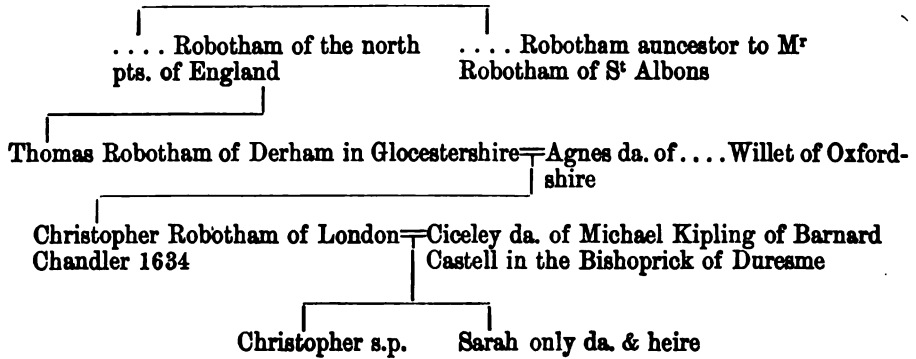 .... Robotham of the north pts. of England
.... Robotham auncestor to Mr Robotham of St Albons
Thomas Robotham of Derham in Glocestershire=Agnes da. of....Willet of Oxford-
shire
Christopher Robotham of London=Ciceley da. of Michael Kipling of Barnard
Chandler 1634 Castell in the Bishoprick of Duresme
Christopher s.p. Sarah only da. & heire